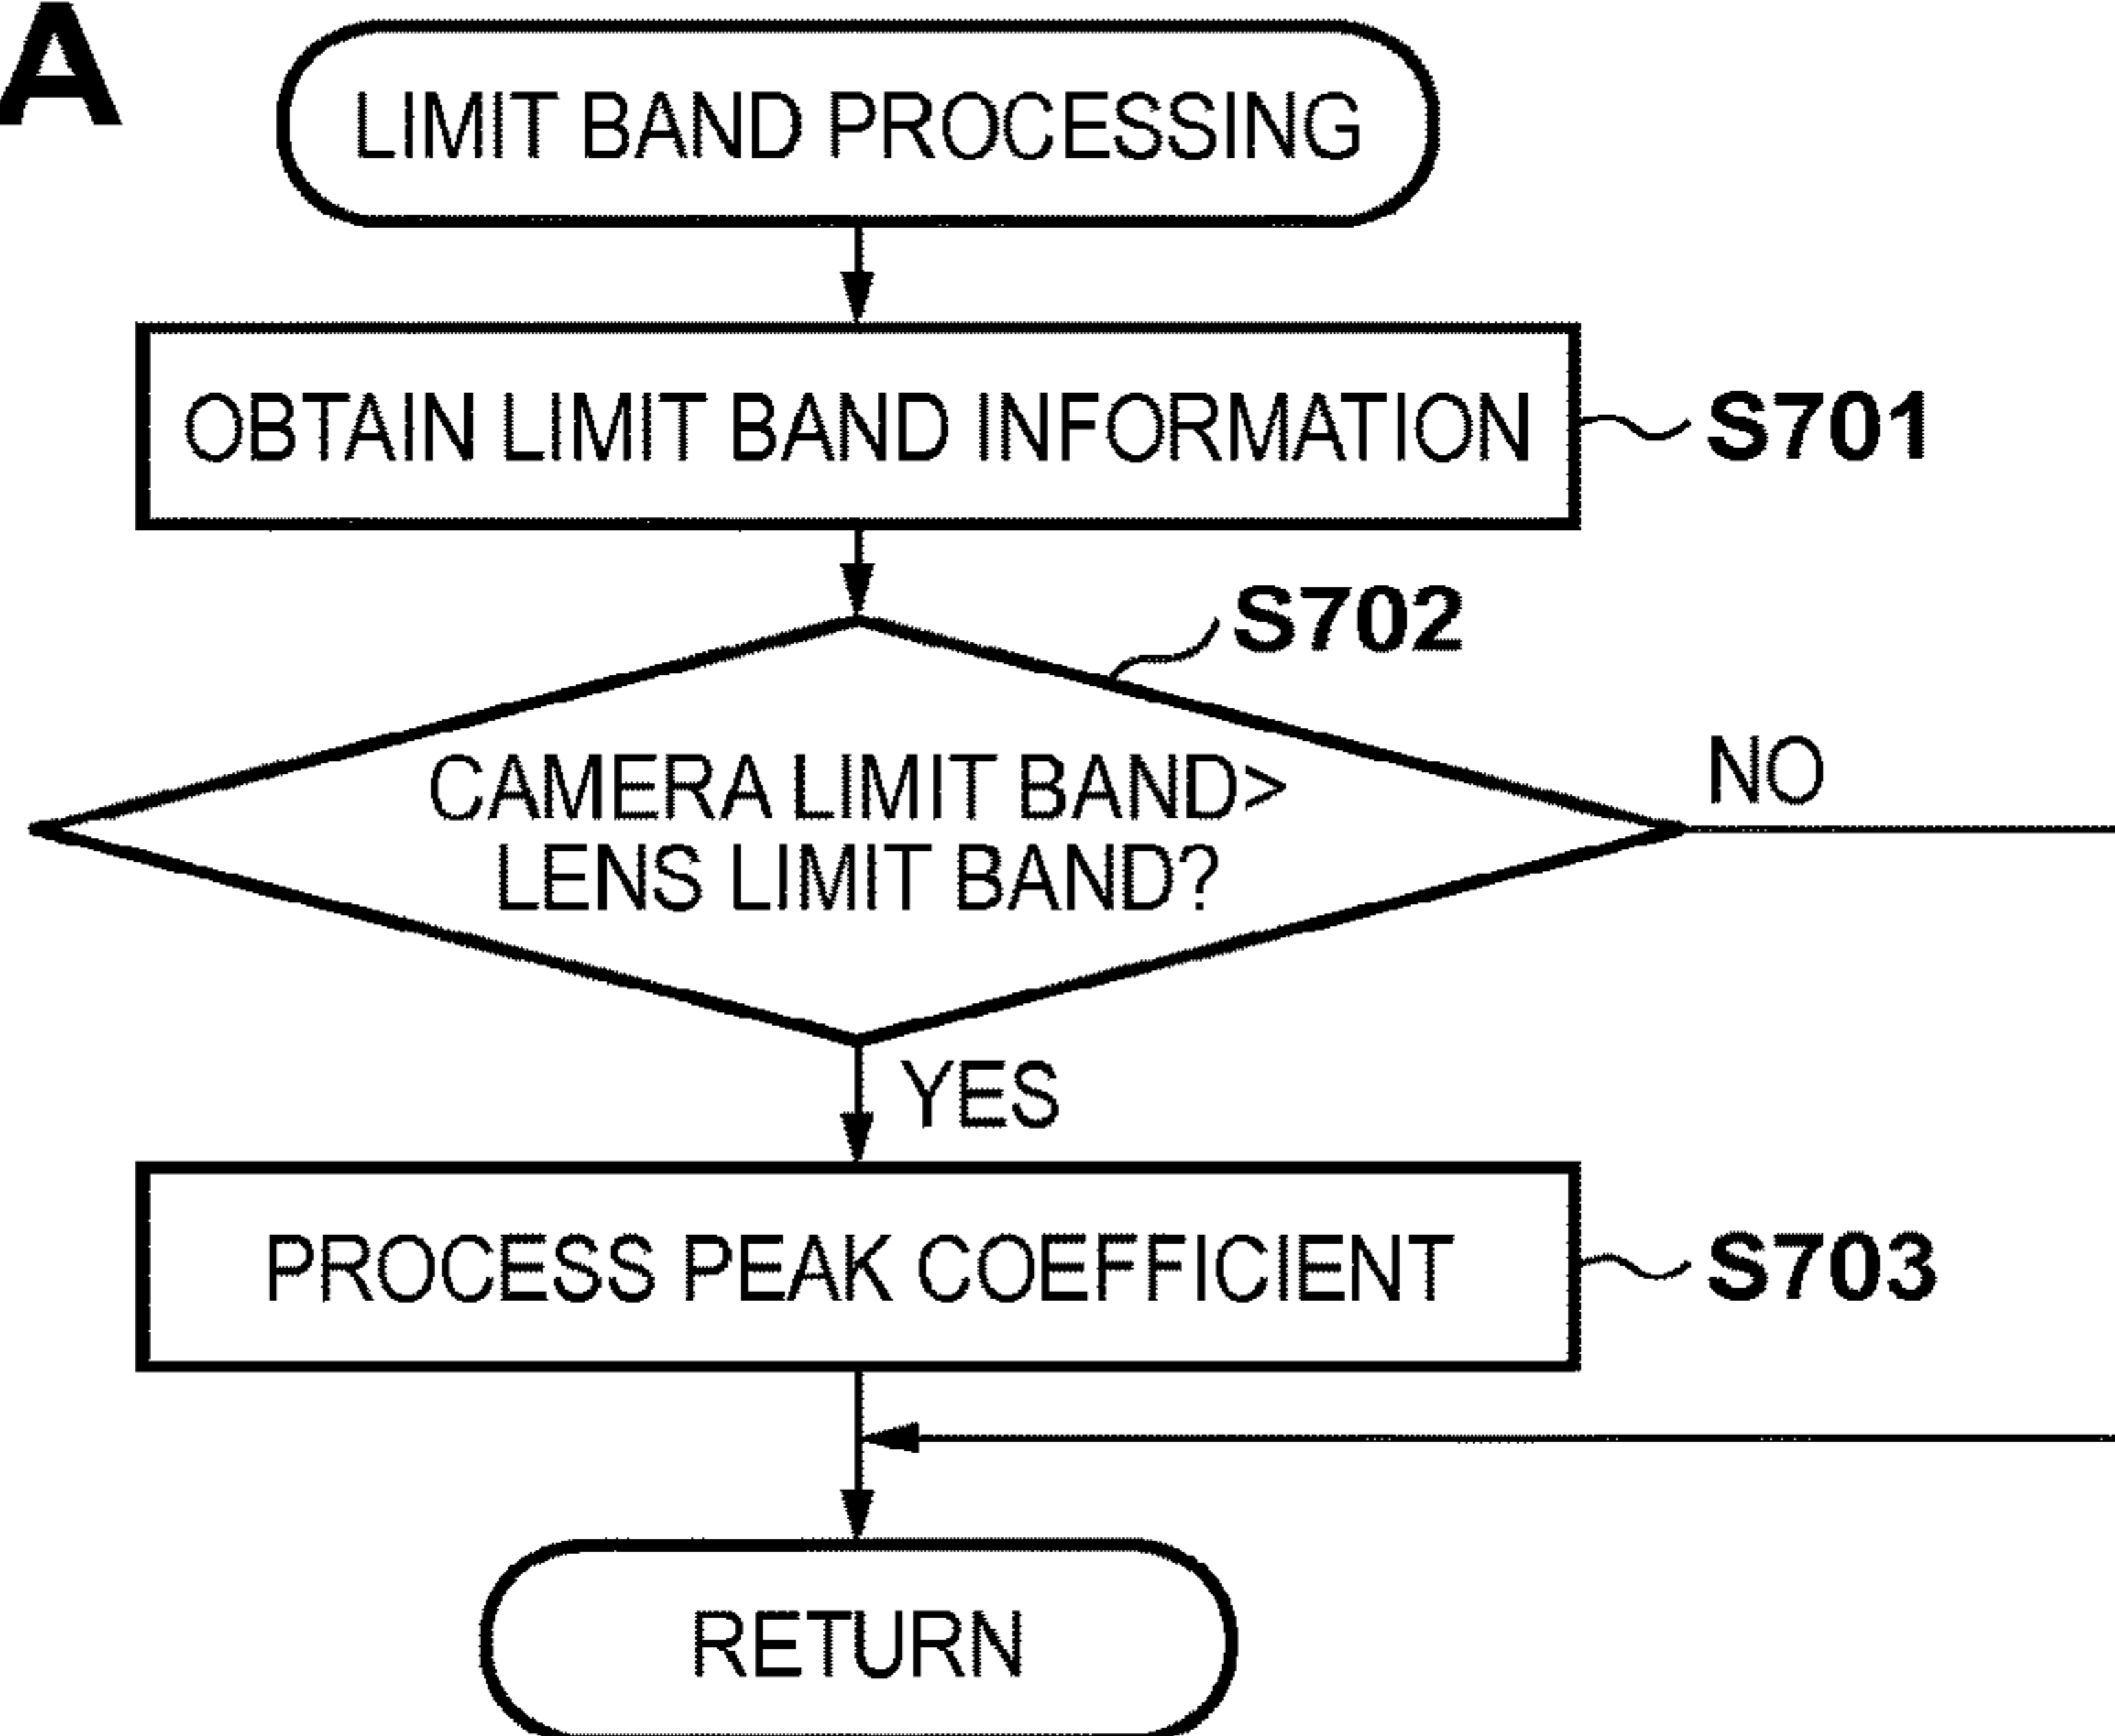 A
LIMIT BAND PROCESSING
OBTAIN LIMIT BAND INFORMATION
S701
S702
CAMERA LIMIT BAND>
LENS LIMIT BAND?
NO
YES
PROCESS PEAK COEFFICIENT
S703
RETURN